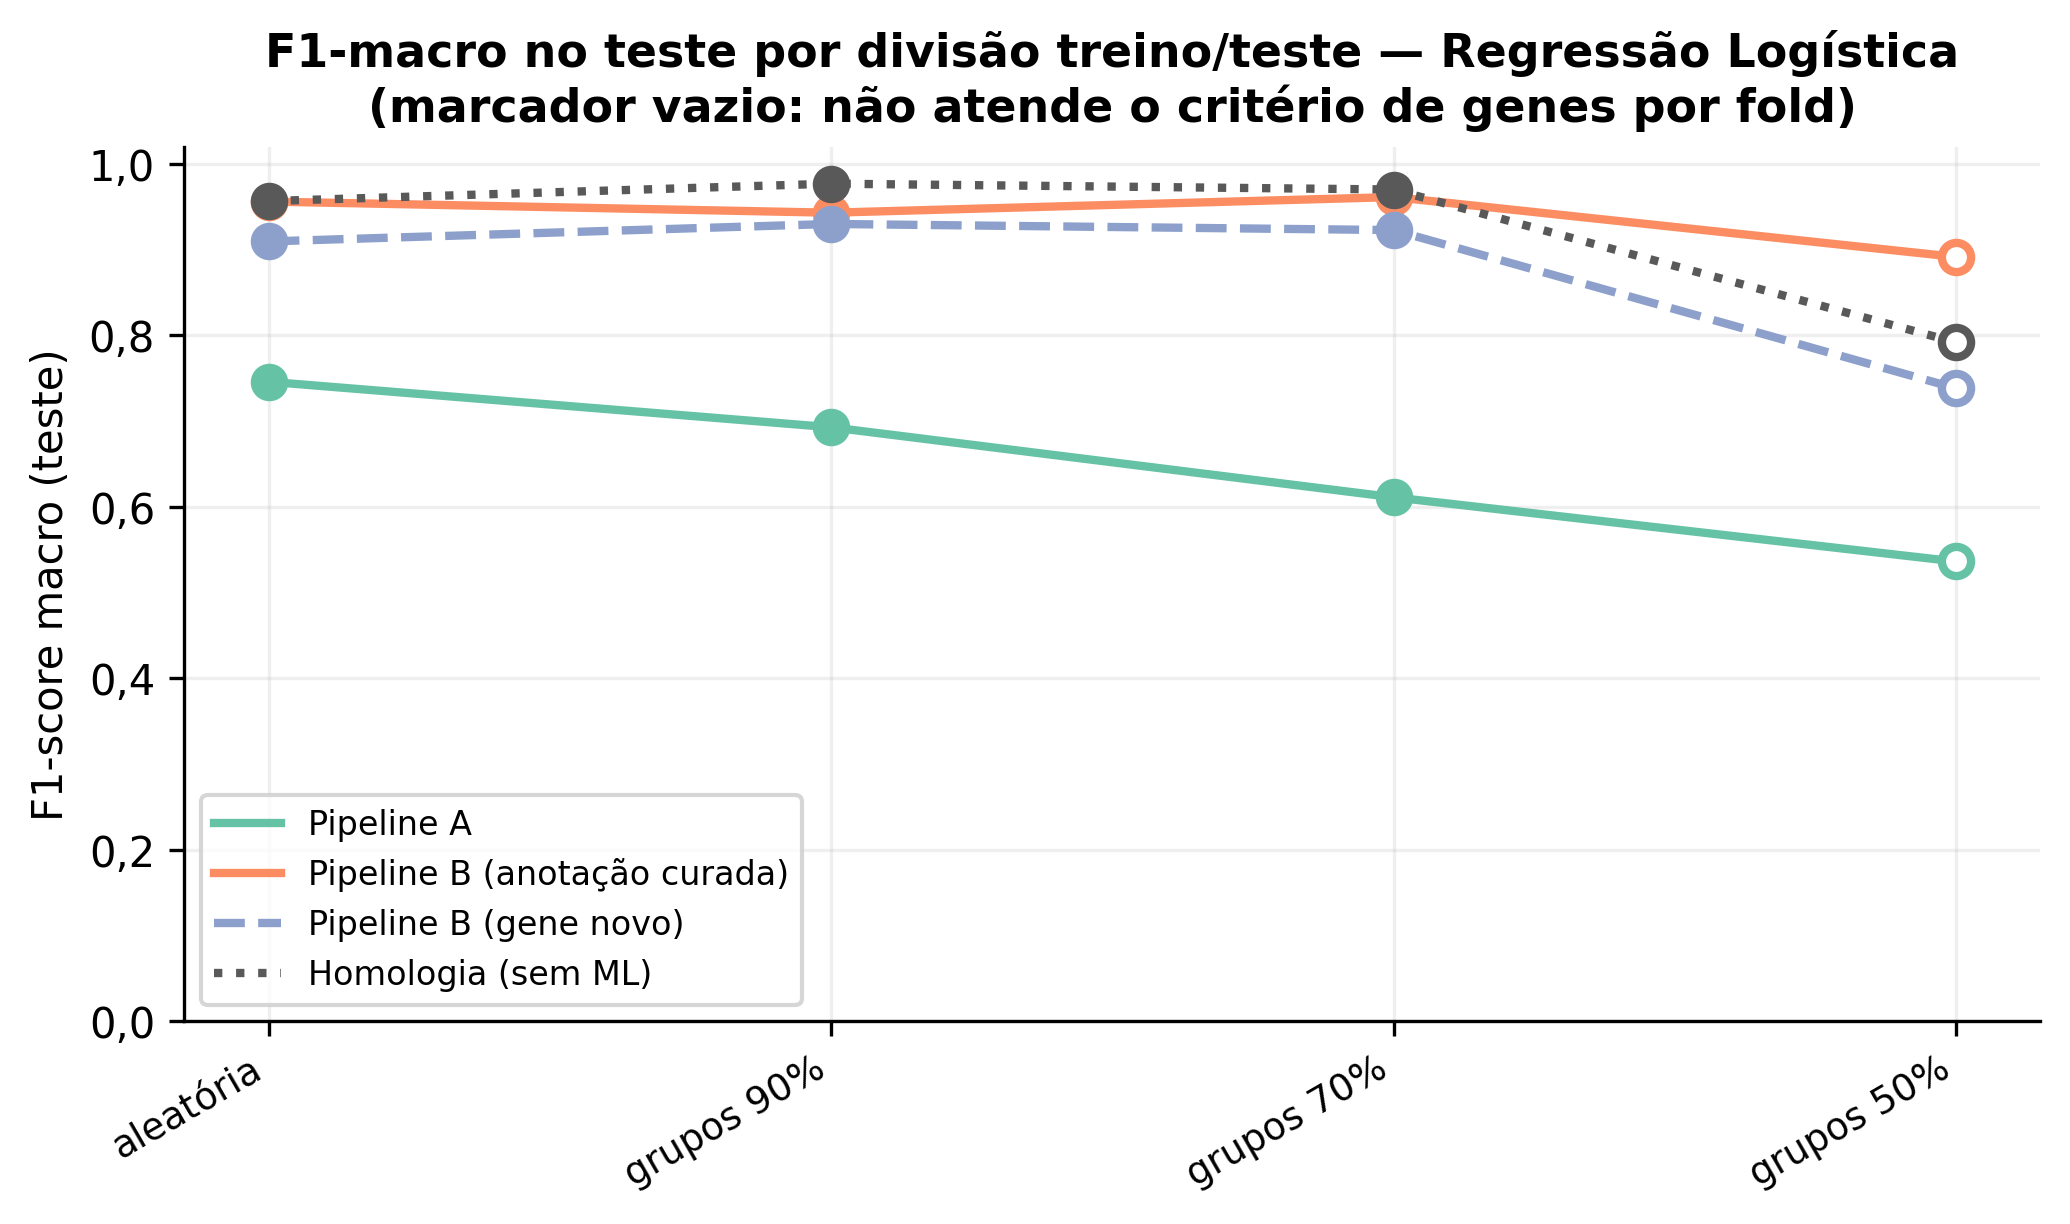 F1-macro no teste por divisão treino/teste — Regressão Logística
(marcador vazio: não atende o critério de genes por fold)
F1-score macro (teste)
1,0
0,8
0,6
0,4
0,2
0,0
Pipeline A
Pipeline B (anotação curada)
Pipeline B (gene novo)
Homologia (sem ML)
aleatória
grupos 90%
grupos 70%
grupos 50%